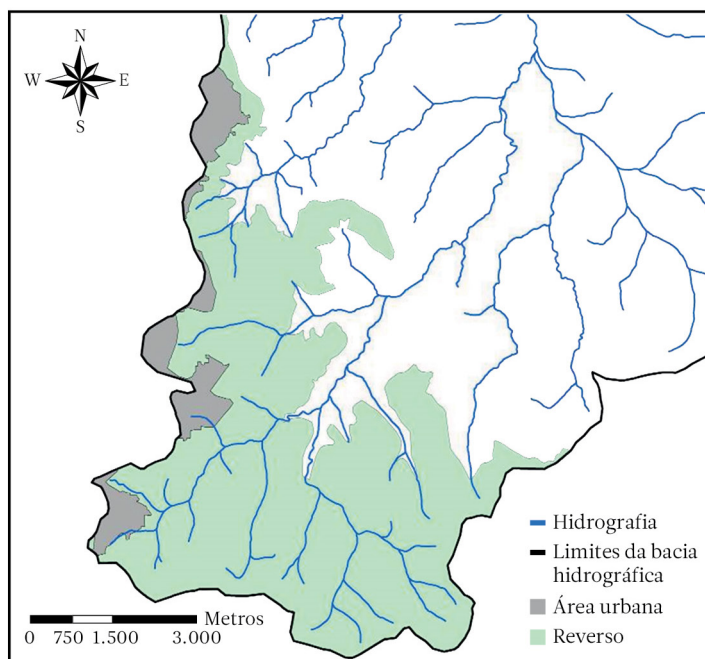 N
W E
S
Hidrografia
Limites da bacia
hidrográfica
Área urbana
Reverso
Metros
0 750 1.500 3.000